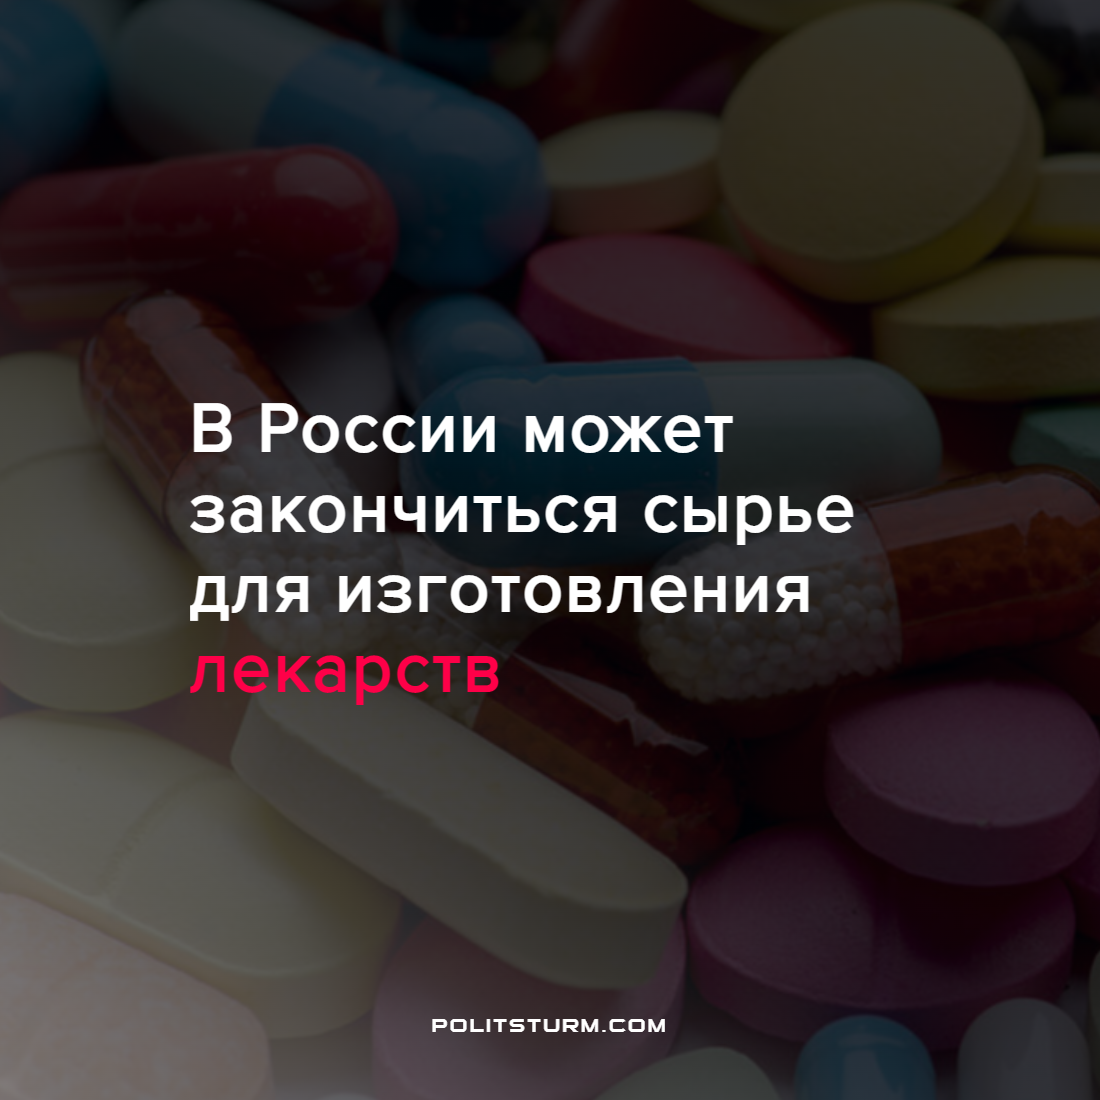 В России может
закончиться сырье
для изготовления
лекарств
POLITSTURM.COM